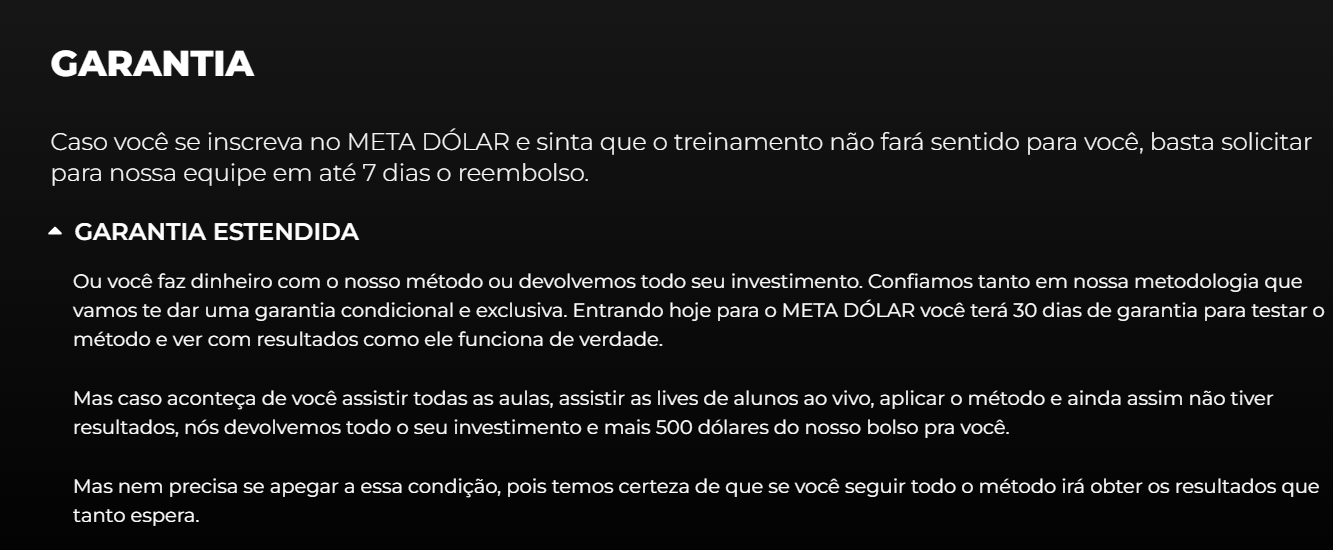 GARANTIA
Caso você se inscreva no META DÓLAR e sinta que o treinamento não fará sentido para você, basta solicitar
para nossa equipe em até 7 dias o reembolso.
GARANTIA ESTENDIDA
Ou você faz dinheiro com o nosso método ou devolvemos todo seu investimento. Confiamos tanto em nossa metodologia que
vamos te dar uma garantia condicional e exclusiva. Entrando hoje para o META DÓLAR você terá 30 dias de garantia para testar o
método e ver com resultados como ele funciona de verdade.
Mas caso aconteça de você assistir todas as aulas, assistir as lives de alunos ao vivo, aplicar o método e ainda assim não tiver
resultados, nós devolvemos todo o seu investimento e mais 500 dólares do nosso bolso pra você.
Mas nem precisa se apegar a essa condição, pois temos certeza de que se você seguir todo o método irá obter os resultados que
tanto espera.